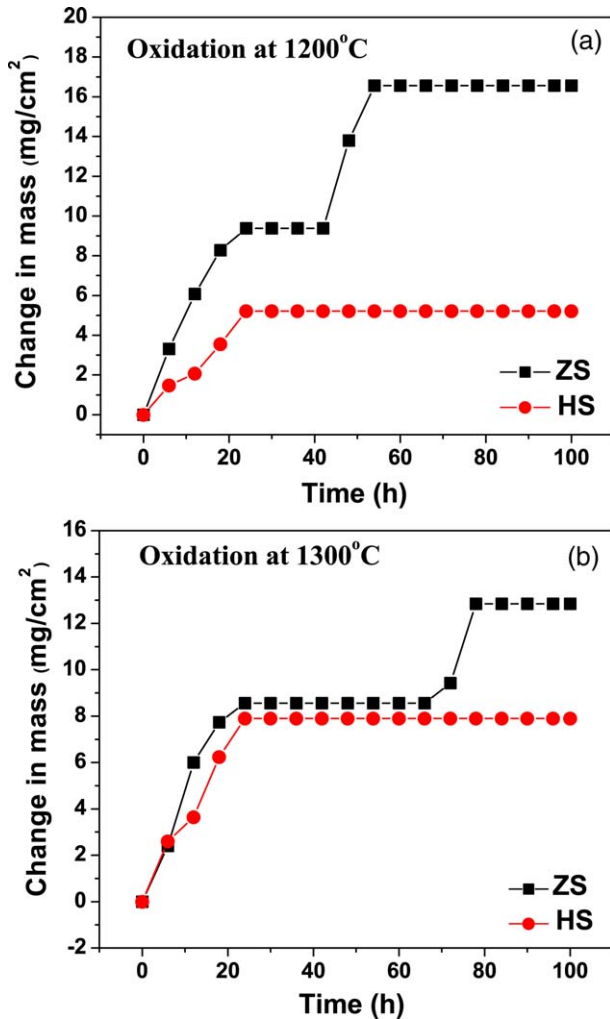 Oxidation at 1200°C
(a)
Change in mass (mg/cm²)
20
18
16
14
12
10
8
6
4
2
0
ZS
HS
0 20 40 60 80 100
Time (h)
Oxidation at 1300°C
(b)
Change in mass (mg/cm²)
16
14
12
10
8
6
4
2
0
-2
ZS
HS
0 20 40 60 80 100
Time (h)